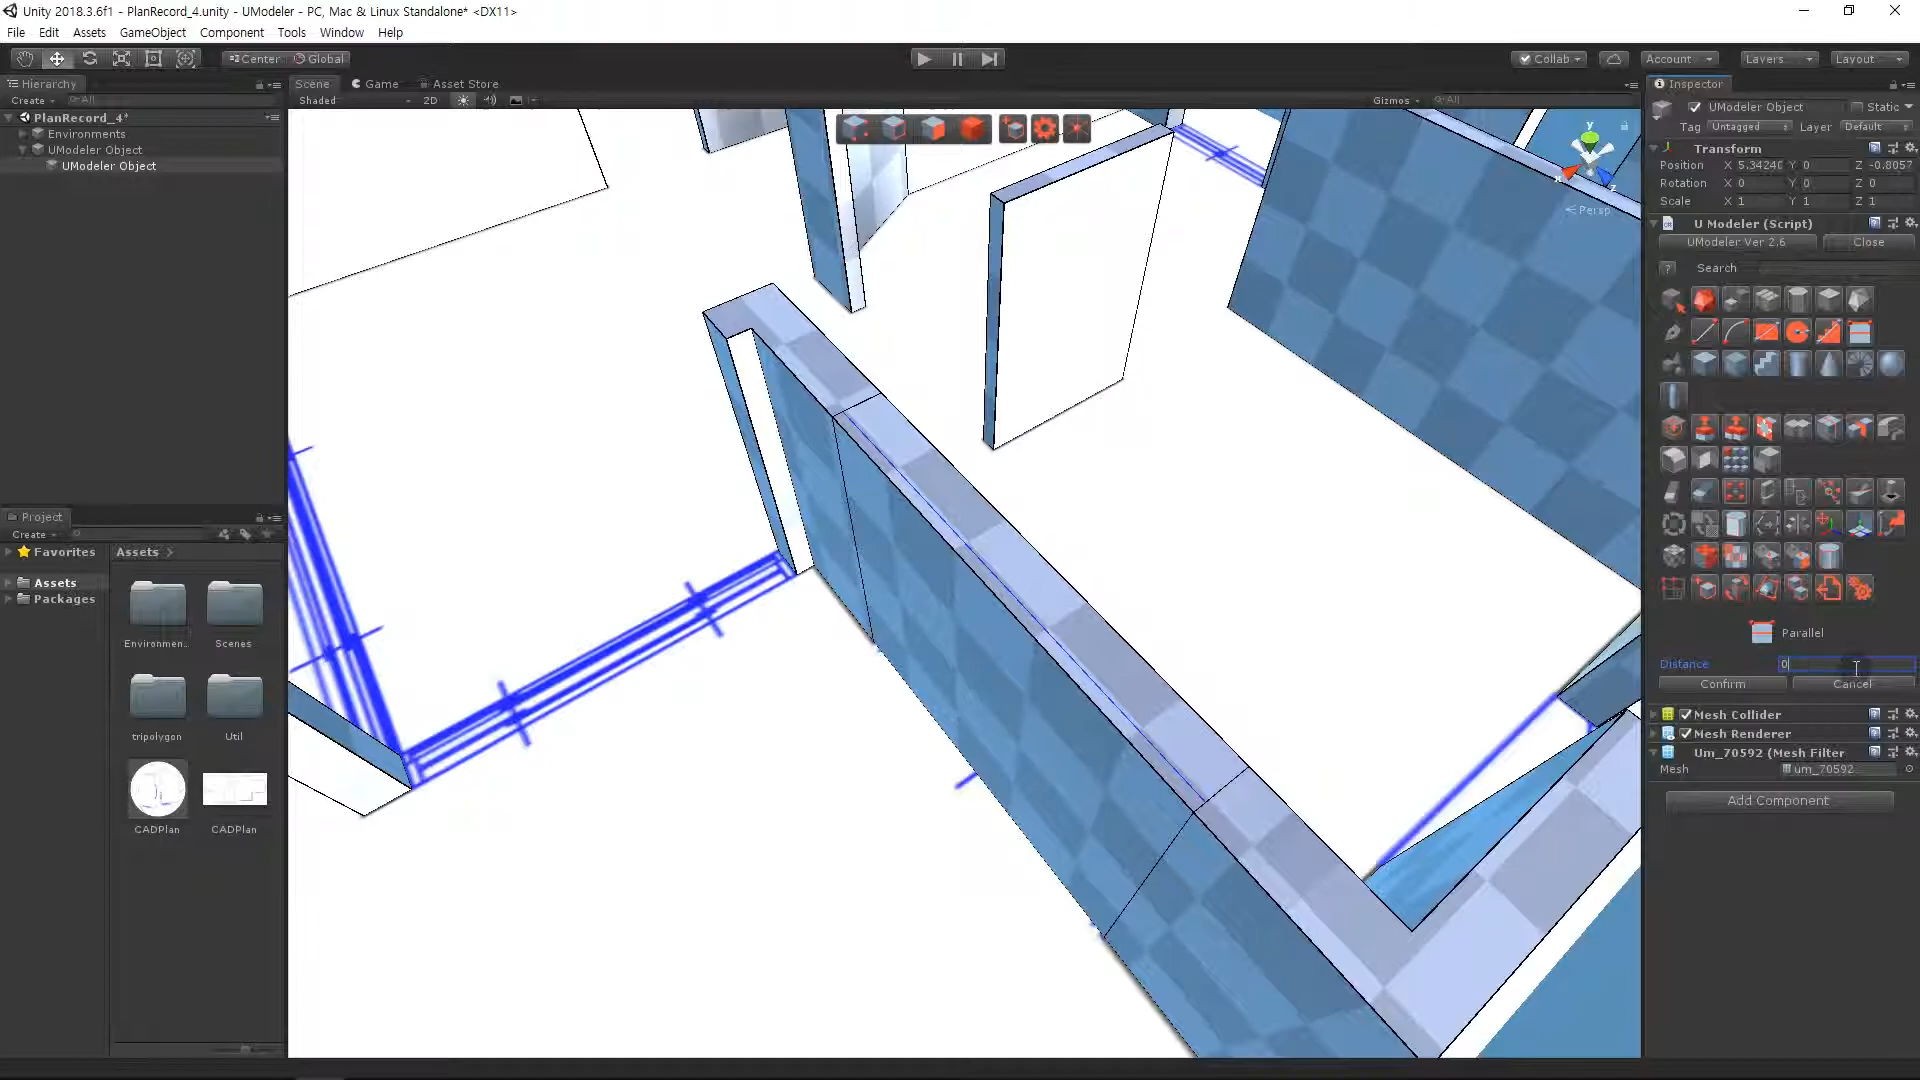 Unity 2018.3.6f1 - PlanRecord_4.unity - UModeler - PC, Mac & Linux Standalone* <DX11>
File Edit Assets GameObject Component Tools Window Help
Center Global Collab Account Layers Layout
Hierarchy
Create All
PlanRecord_4*
Environments
UModeler Object
UModeler Object
Scene Game Asset Store
Shaded 2D Gizmos All
y
x z
Persp
Project
Create
Favorites
Assets
Packages
Assets
Environmen...
Scenes
tripolygon
Util
CADPlan
CADPlan
Inspector
UModeler Object Static
Tag Untagged Layer Default
Transform
Position X 5.3424( Y 0 Z -0.8057
Rotation X 0 Y 0 Z 0
Scale X 1 Y 1 Z 1
U Modeler (Script)
UModeler Ver 2.6 Close
? Search
Parallel
Distance 0
Confirm Cancel
Mesh Collider
Mesh Renderer
Um_70592 (Mesh Filter
Mesh um_70592
Add Component